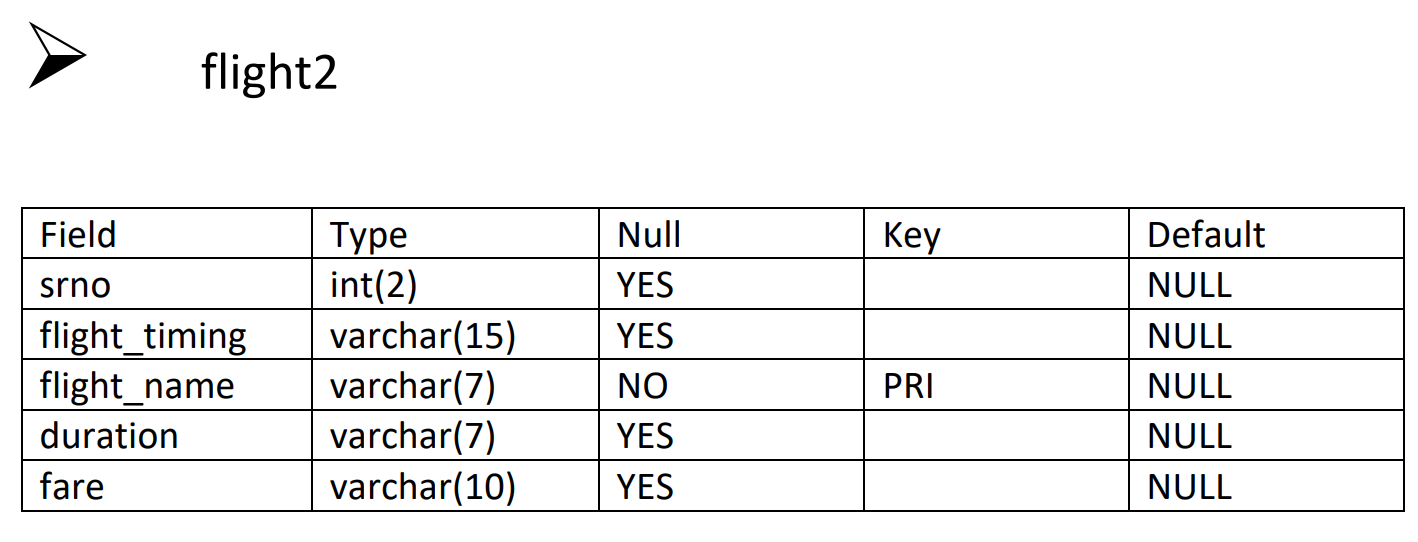 flight2
Field Type Null Key Default
srno int(2) YES NULL
flight_timing varchar(15) YES NULL
flight_name varchar(7) NO PRI NULL
duration varchar(7) YES NULL
fare varchar(10) YES NULL